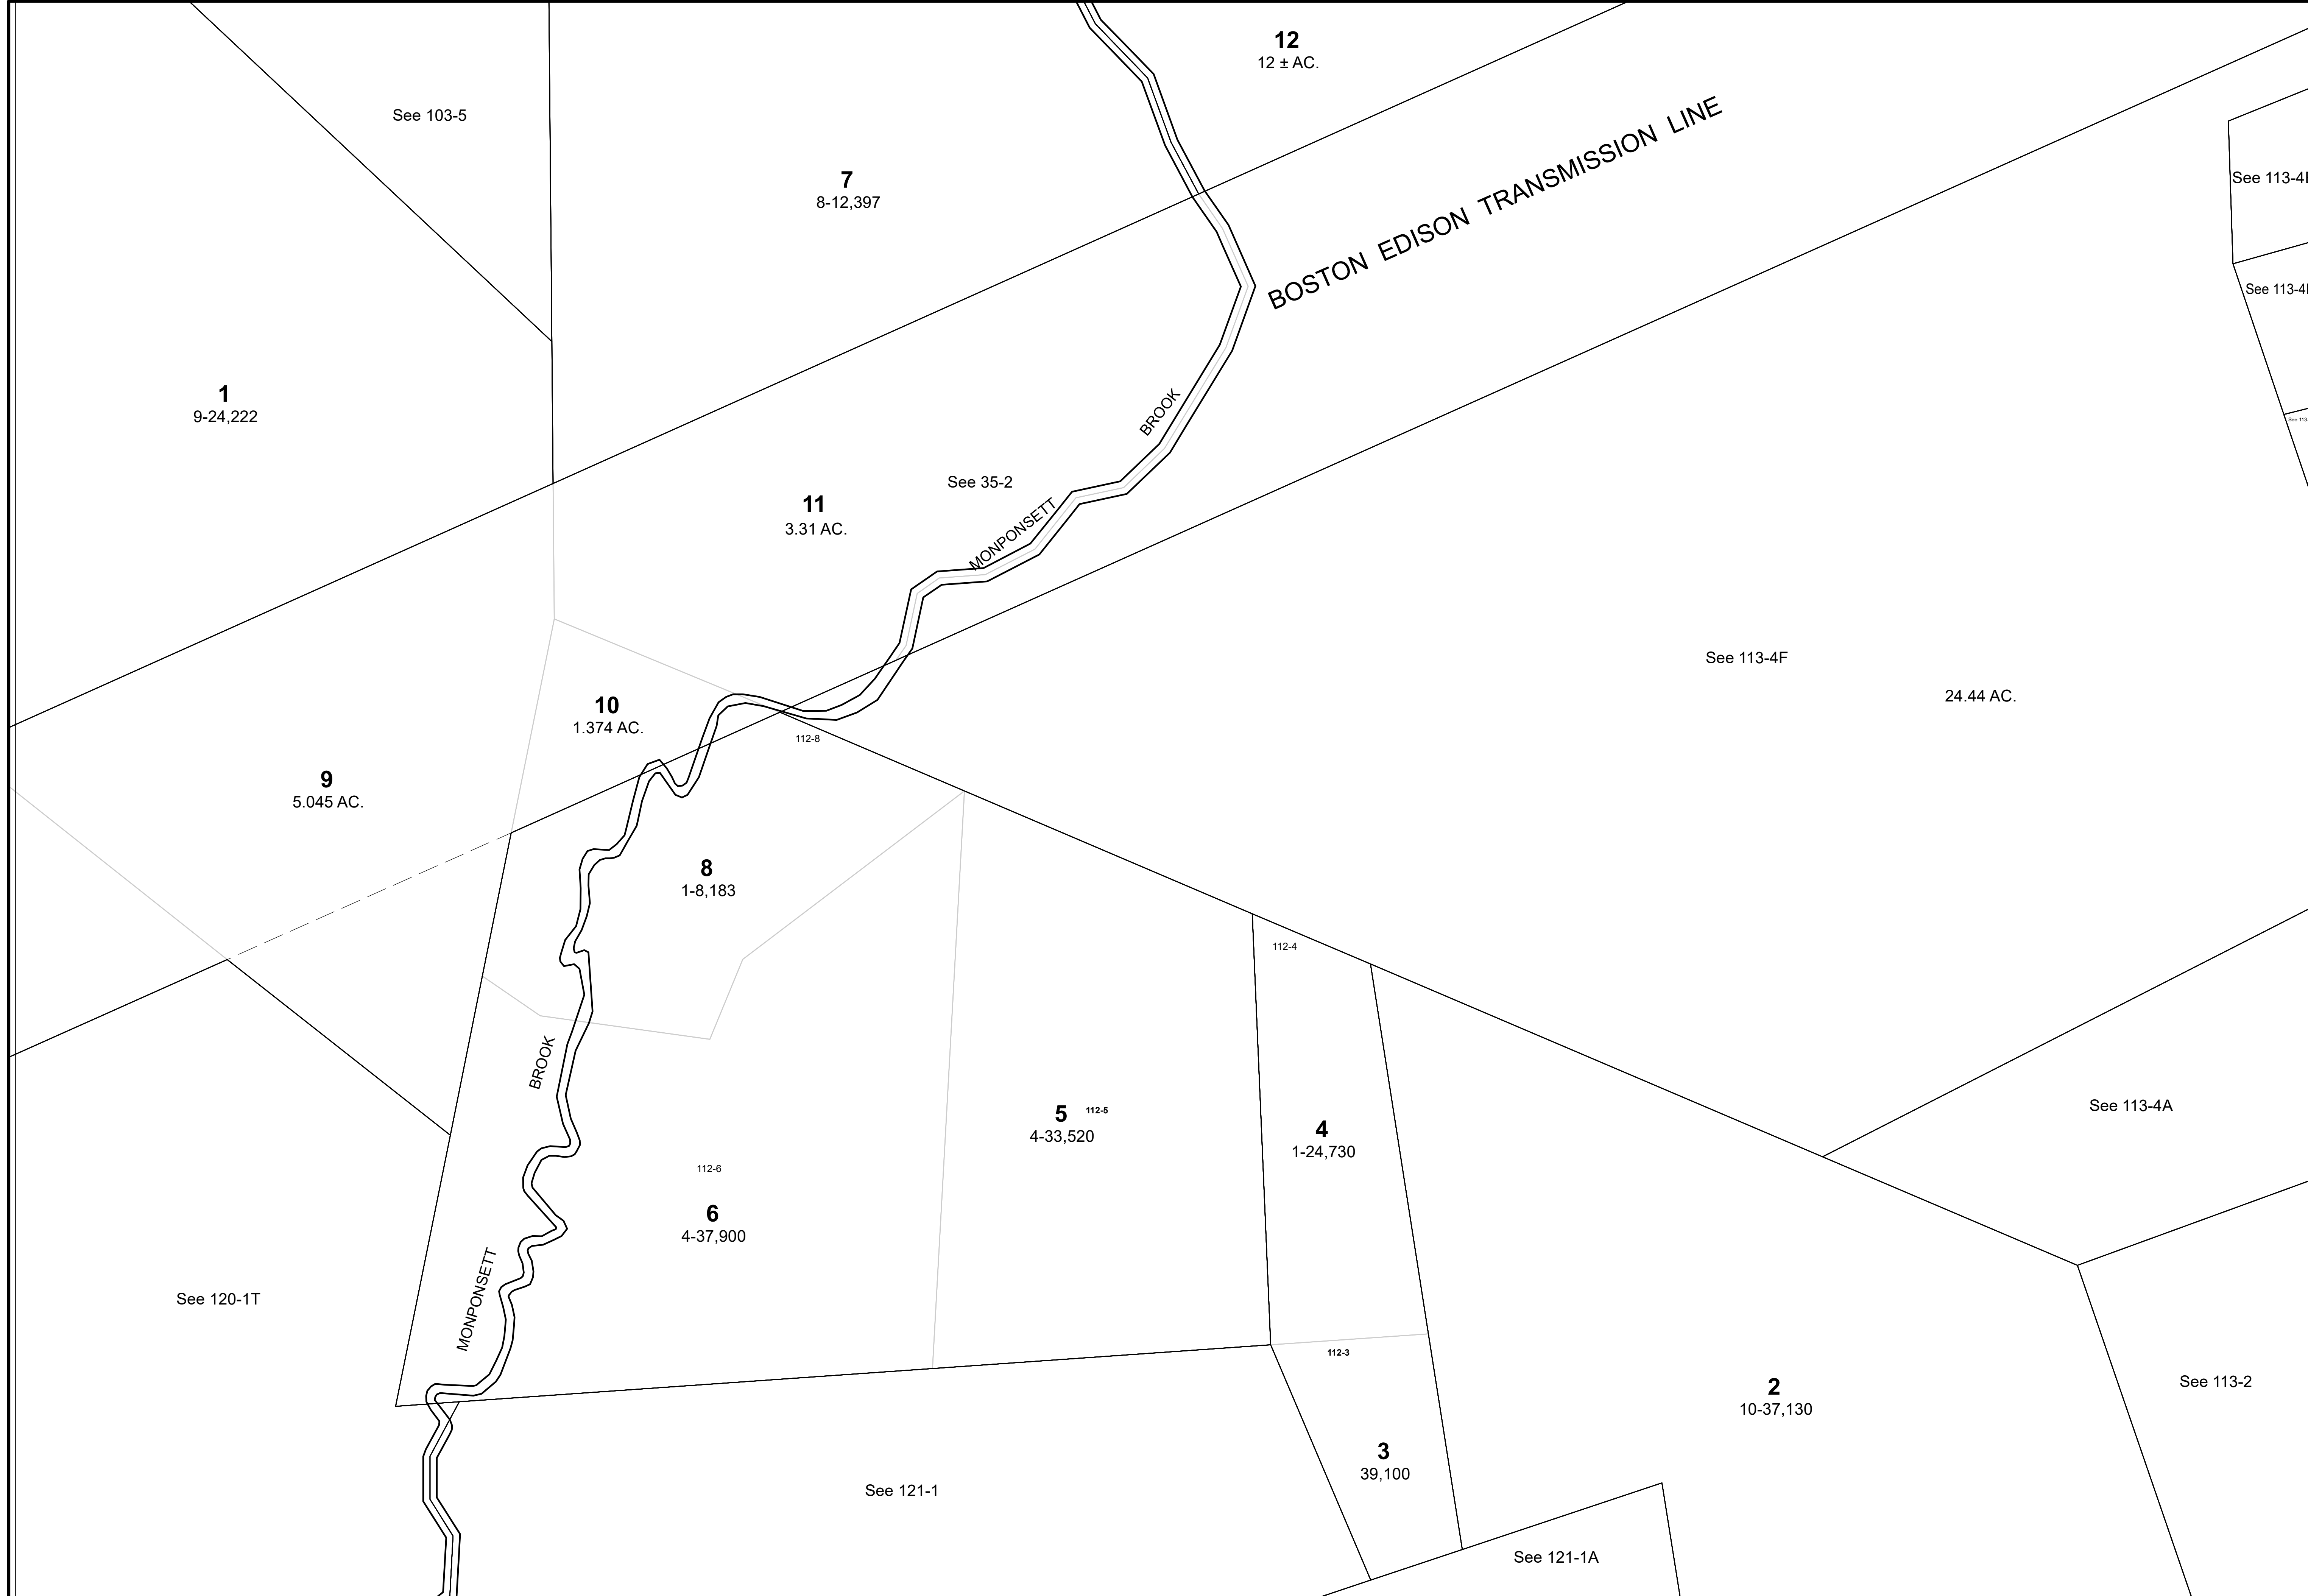 12
12 ± AC.
See 103-5
BOSTON EDISON TRANSMISSION LINE
7
8-12,397
See 113-4
See 113-4
1
9-24,222
BROOK
See 113-
See 35-2
11
3.31 AC.
MONPONSETT
See 113-4F
24.44 AC.
10
1.374 AC.
112-8
9
5.045 AC.
8
1-8,183
112-4
BROOK
See 113-4A
5 112-5
4-33,520
4
1-24,730
112-6
6
4-37,900
MONPONSETT
See 120-1T
112-3
2
10-37,130
See 113-2
3
39,100
See 121-1
See 121-1A